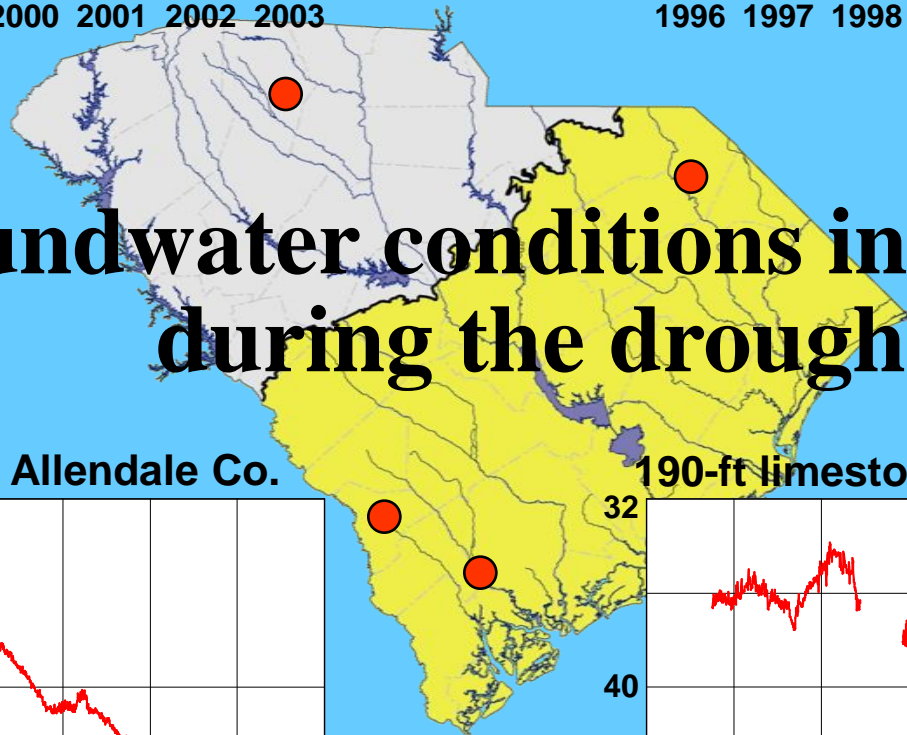 2000 2001 2002 2003
1996 1997 1998
undwater conditions in
during the drough
Allendale Co.
190-ft limesto
32
40